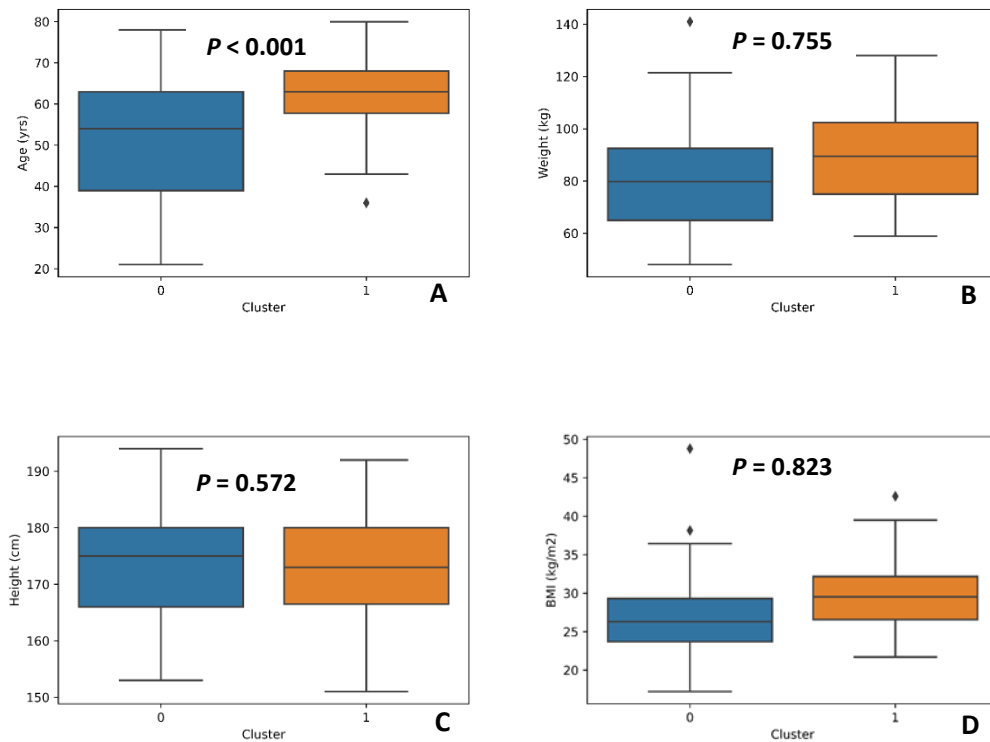 80
70
60
50
40
30
20
Age (yrs)
P < 0.001
0
1
Cluster
A
140
120
100
80
60
Weight (kg)
P = 0.755
0
1
Cluster
B
190
180
170
160
150
Height (cm)
P = 0.572
0
1
Cluster
C
50
45
40
35
30
25
20
BMI (kg/m2)
P = 0.823
0
1
Cluster
D